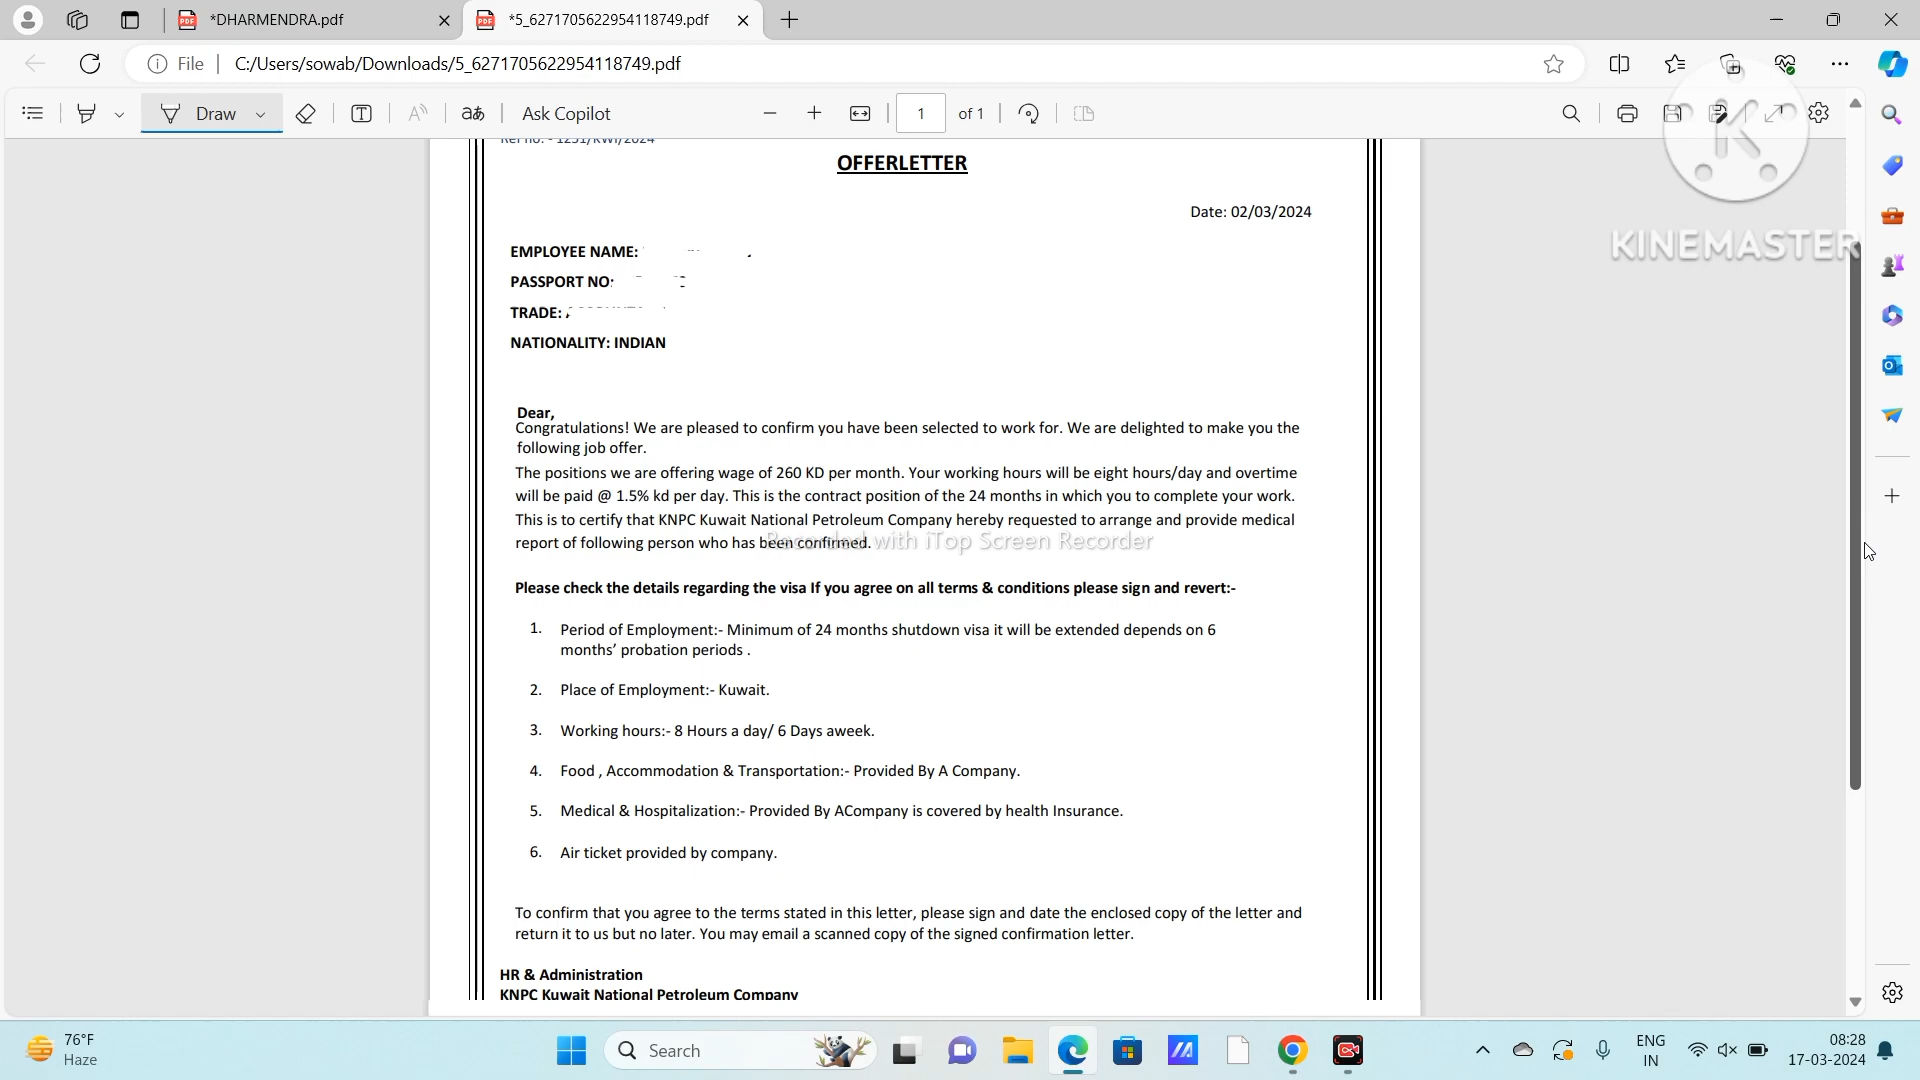 *DHARMENDRA.pdf
*5_6271705622954118749.pdf
File
C:/Users/sowab/Downloads/5_6271705622954118749.pdf
Draw
aあ
Ask Copilot
1
of 1
KINEMASTER
Ref no. - 1251/KWI/2024
OFFERLETTER
Date: 02/03/2024
EMPLOYEE NAME:
PASSPORT NO:
TRADE:
NATIONALITY: INDIAN
Dear,
Congratulations! We are pleased to confirm you have been selected to work for. We are delighted to make you the
following job offer.
The positions we are offering wage of 260 KD per month. Your working hours will be eight hours/day and overtime
will be paid @ 1.5% kd per day. This is the contract position of the 24 months in which you to complete your work.
This is to certify that KNPC Kuwait National Petroleum Company hereby requested to arrange and provide medical
report of following person who has been confirmed.
Recorded with iTop Screen Recorder
Please check the details regarding the visa If you agree on all terms & conditions please sign and revert:-
1. Period of Employment:- Minimum of 24 months shutdown visa it will be extended depends on 6
months’ probation periods .
2. Place of Employment:- Kuwait.
3. Working hours:- 8 Hours a day/ 6 Days aweek.
4. Food , Accommodation & Transportation:- Provided By A Company.
5. Medical & Hospitalization:- Provided By ACompany is covered by health Insurance.
6. Air ticket provided by company.
To confirm that you agree to the terms stated in this letter, please sign and date the enclosed copy of the letter and
return it to us but no later. You may email a scanned copy of the signed confirmation letter.
HR & Administration
KNPC Kuwait National Petroleum Company
76°F
Haze
Search
ENG
IN
08:28
17-03-2024